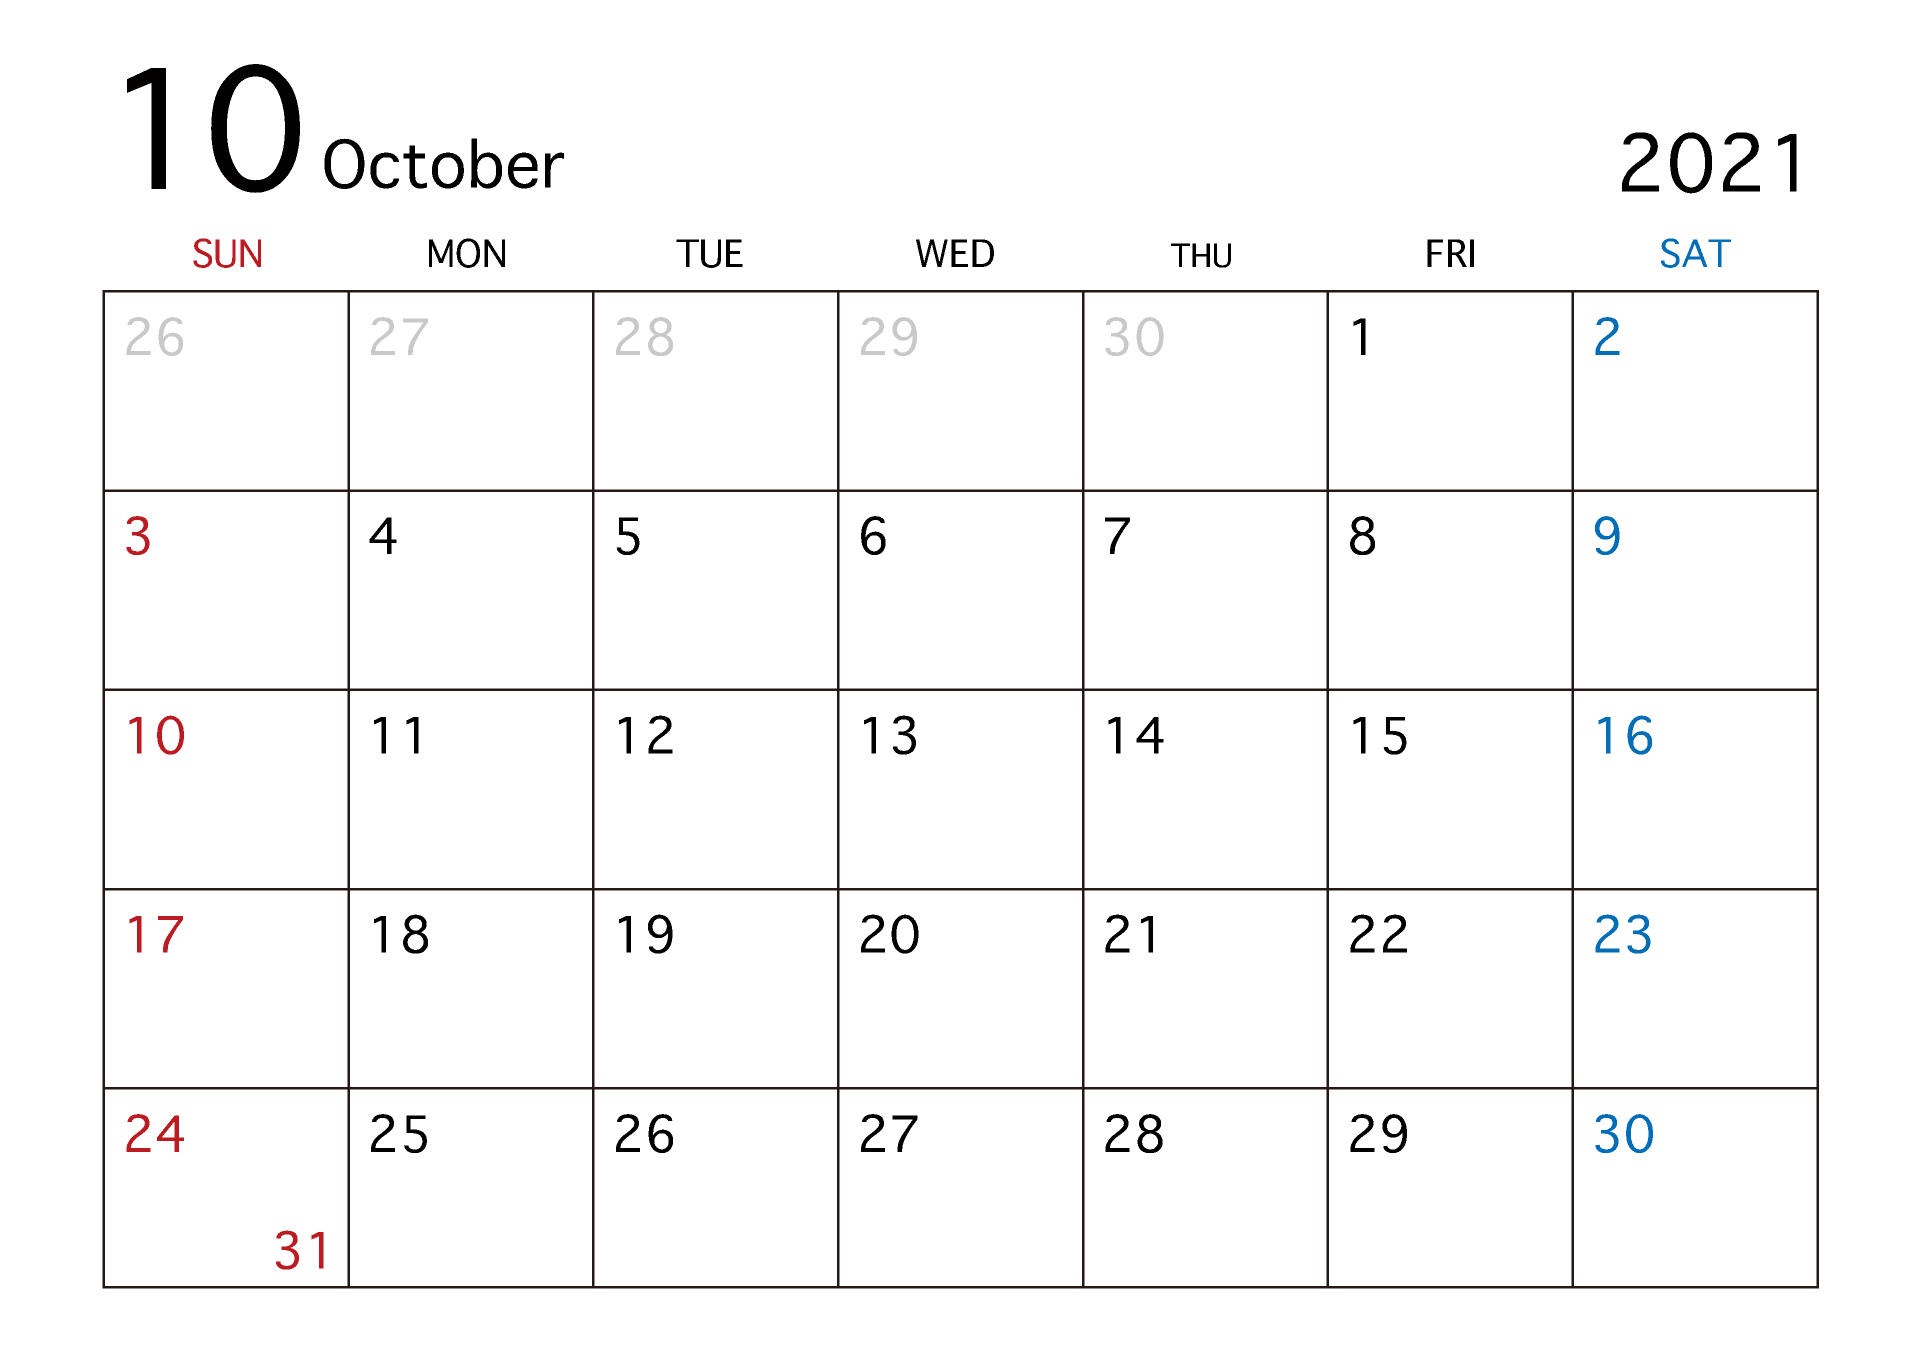 10 October 2021
SUN MON TUE WED THU FRI SAT
26 27 28 29 30 1 2
3 4 5 6 7 8 9
10 11 12 13 14 15 16
17 18 19 20 21 22 23
24 25 26 27 28 29 30
31